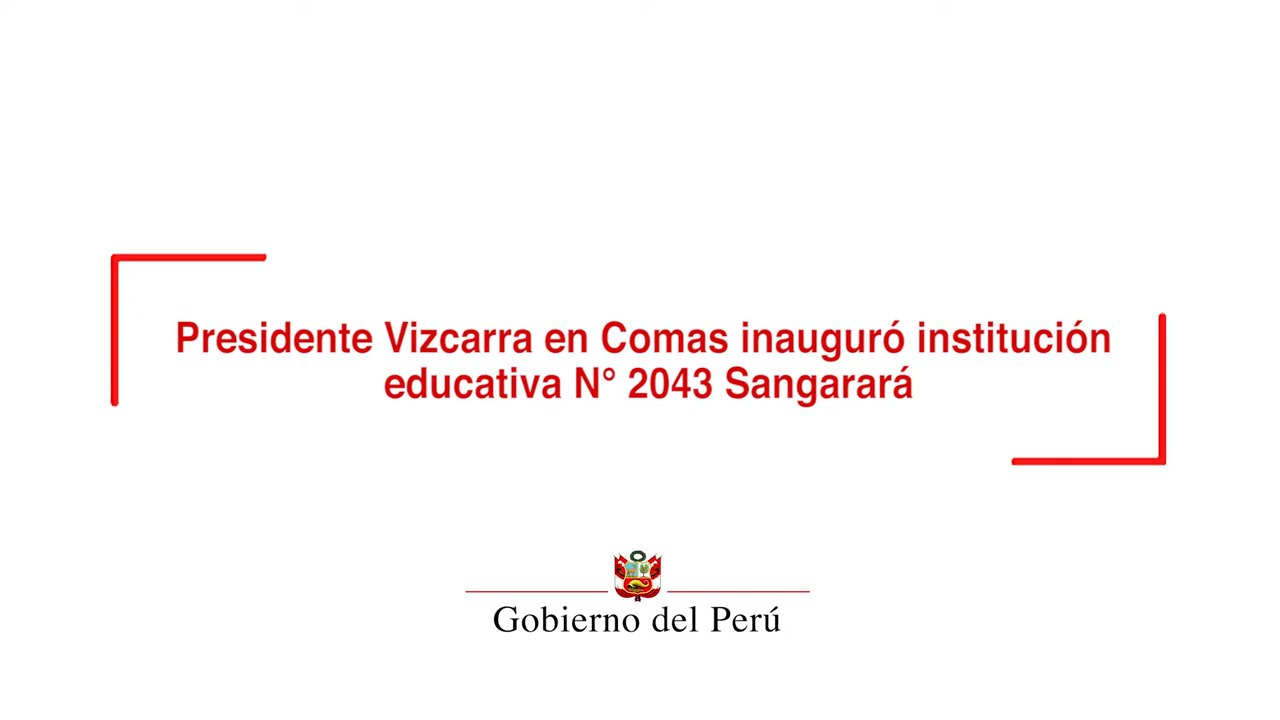 Presidente Vizcarra en Comas inauguró institución
educativa N° 2043 Sangarará
Gobierno del Perú